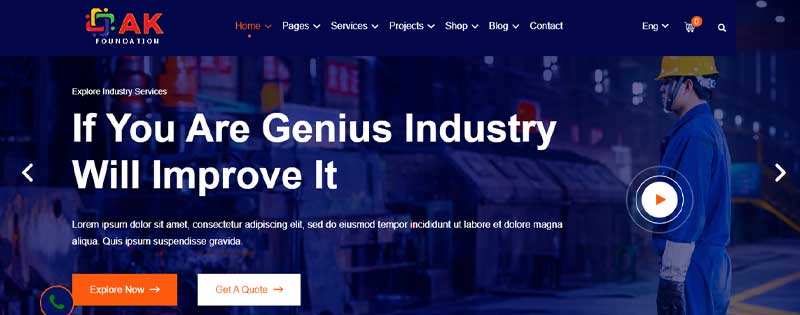 AK
FOUNDATION
Home Pages Services Projects Shop Blog Contact Eng 0
Explore Industry Services
If You Are Genius Industry
Will Improve It
Lorem ipsum dolor sit amet, consectetur adipiscing elit, sed do eiusmod tempor incididunt ut labore et dolore magna
aliqua. Quis ipsum suspendisse gravida.
Explore Now Get A Quote